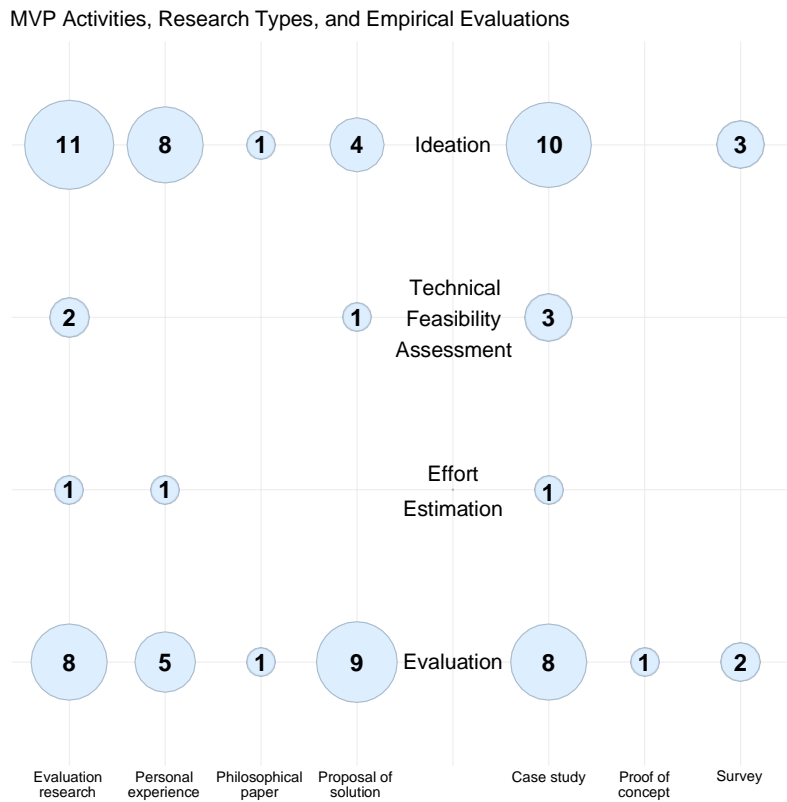 MVP Activities, Research Types, and Empirical Evaluations
11 8 1 4 Ideation 10 3
Technical
2 1 Feasibility 3
Assessment
Effort
1 1 1
Estimation
8 5 1 9 Evaluation 8 1 2
Evaluation Personal Philosophical Proposal of Case study Proof of Survey
research experience paper solution concept